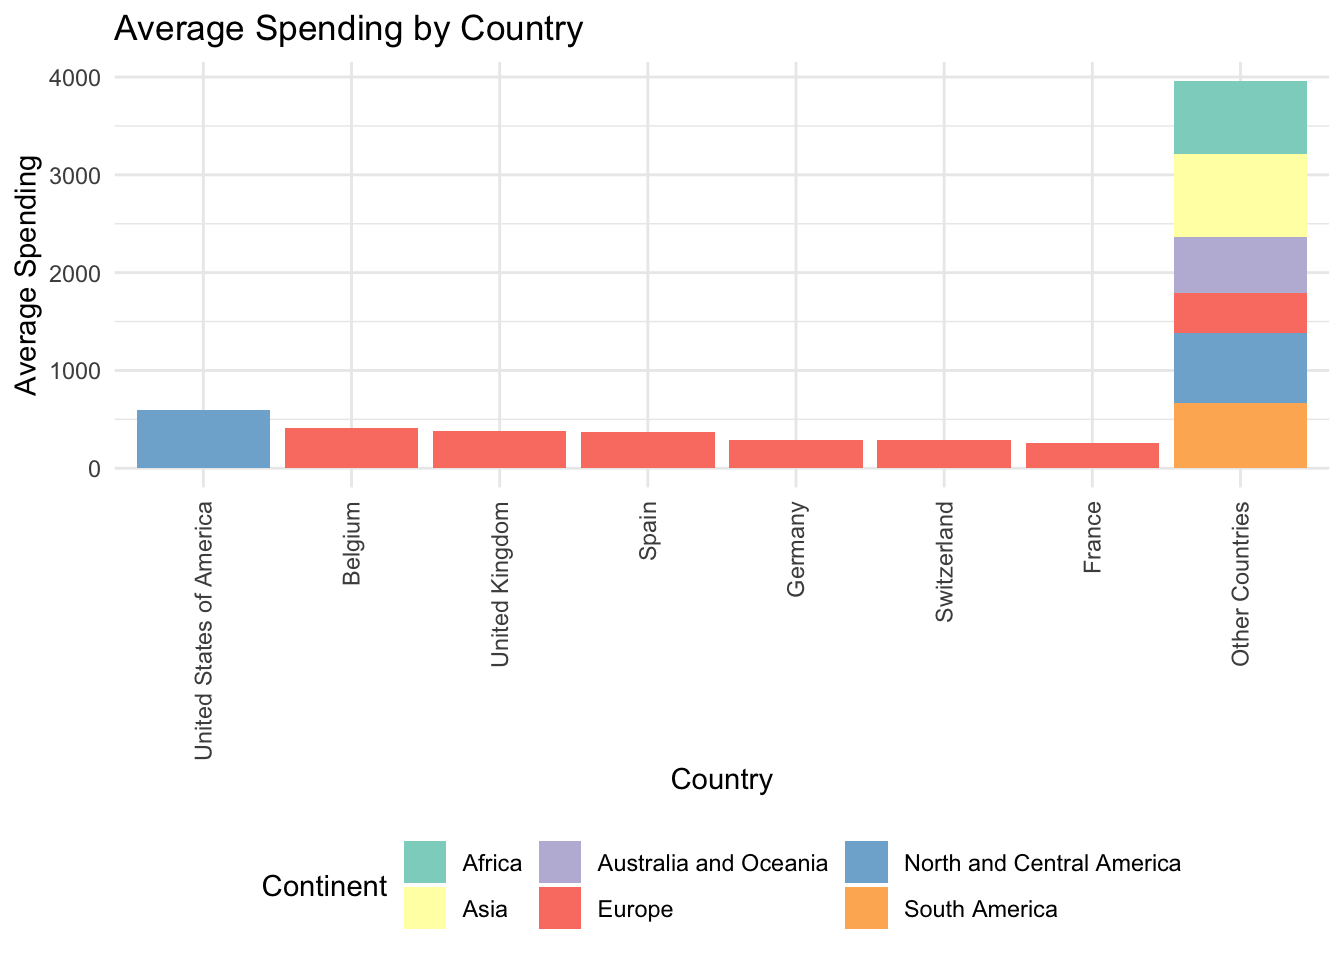 Average Spending by Country
Average Spending
4000
3000
2000
1000
0
United States of America
Belgium
United Kingdom
Spain
Germany
Switzerland
France
Other Countries
Country
Continent
Africa
Australia and Oceania
North and Central America
Asia
Europe
South America